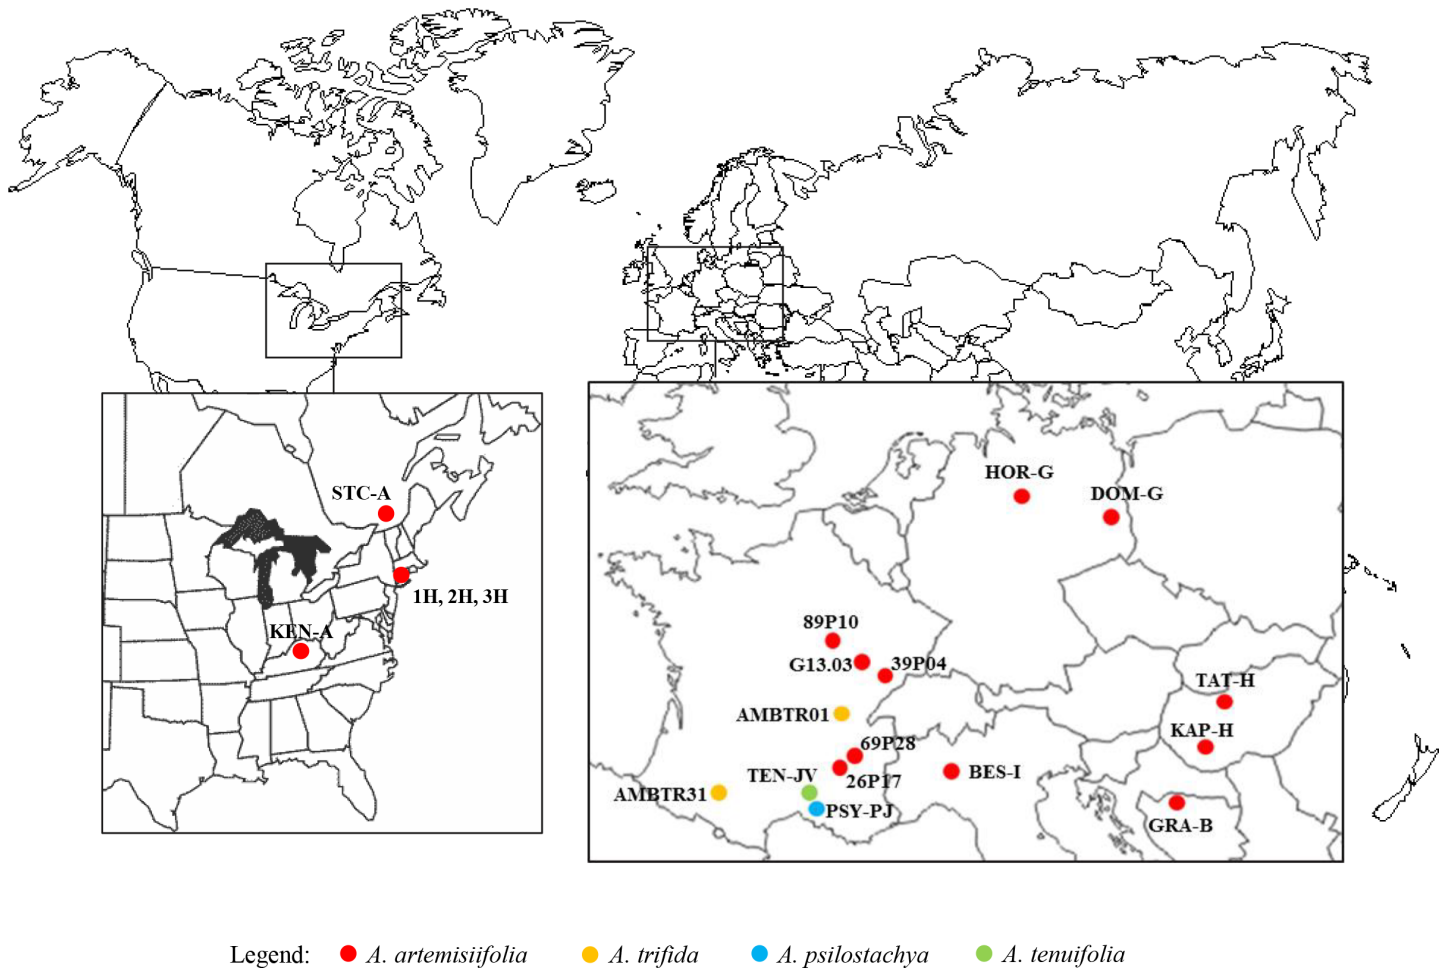 HOR-G
DOM-G
STC-A
1H, 2H, 3H
KEN-A
89P10
G13.03
39P04
TAT-H
AMBTR01
KAP-H
69P28
TEN-JV
26P17
BES-I
AMBTR31
PSY-PJ
GRA-B
Legend: A. artemisiifolia A. trifida A. psilostachya A. tenuifolia